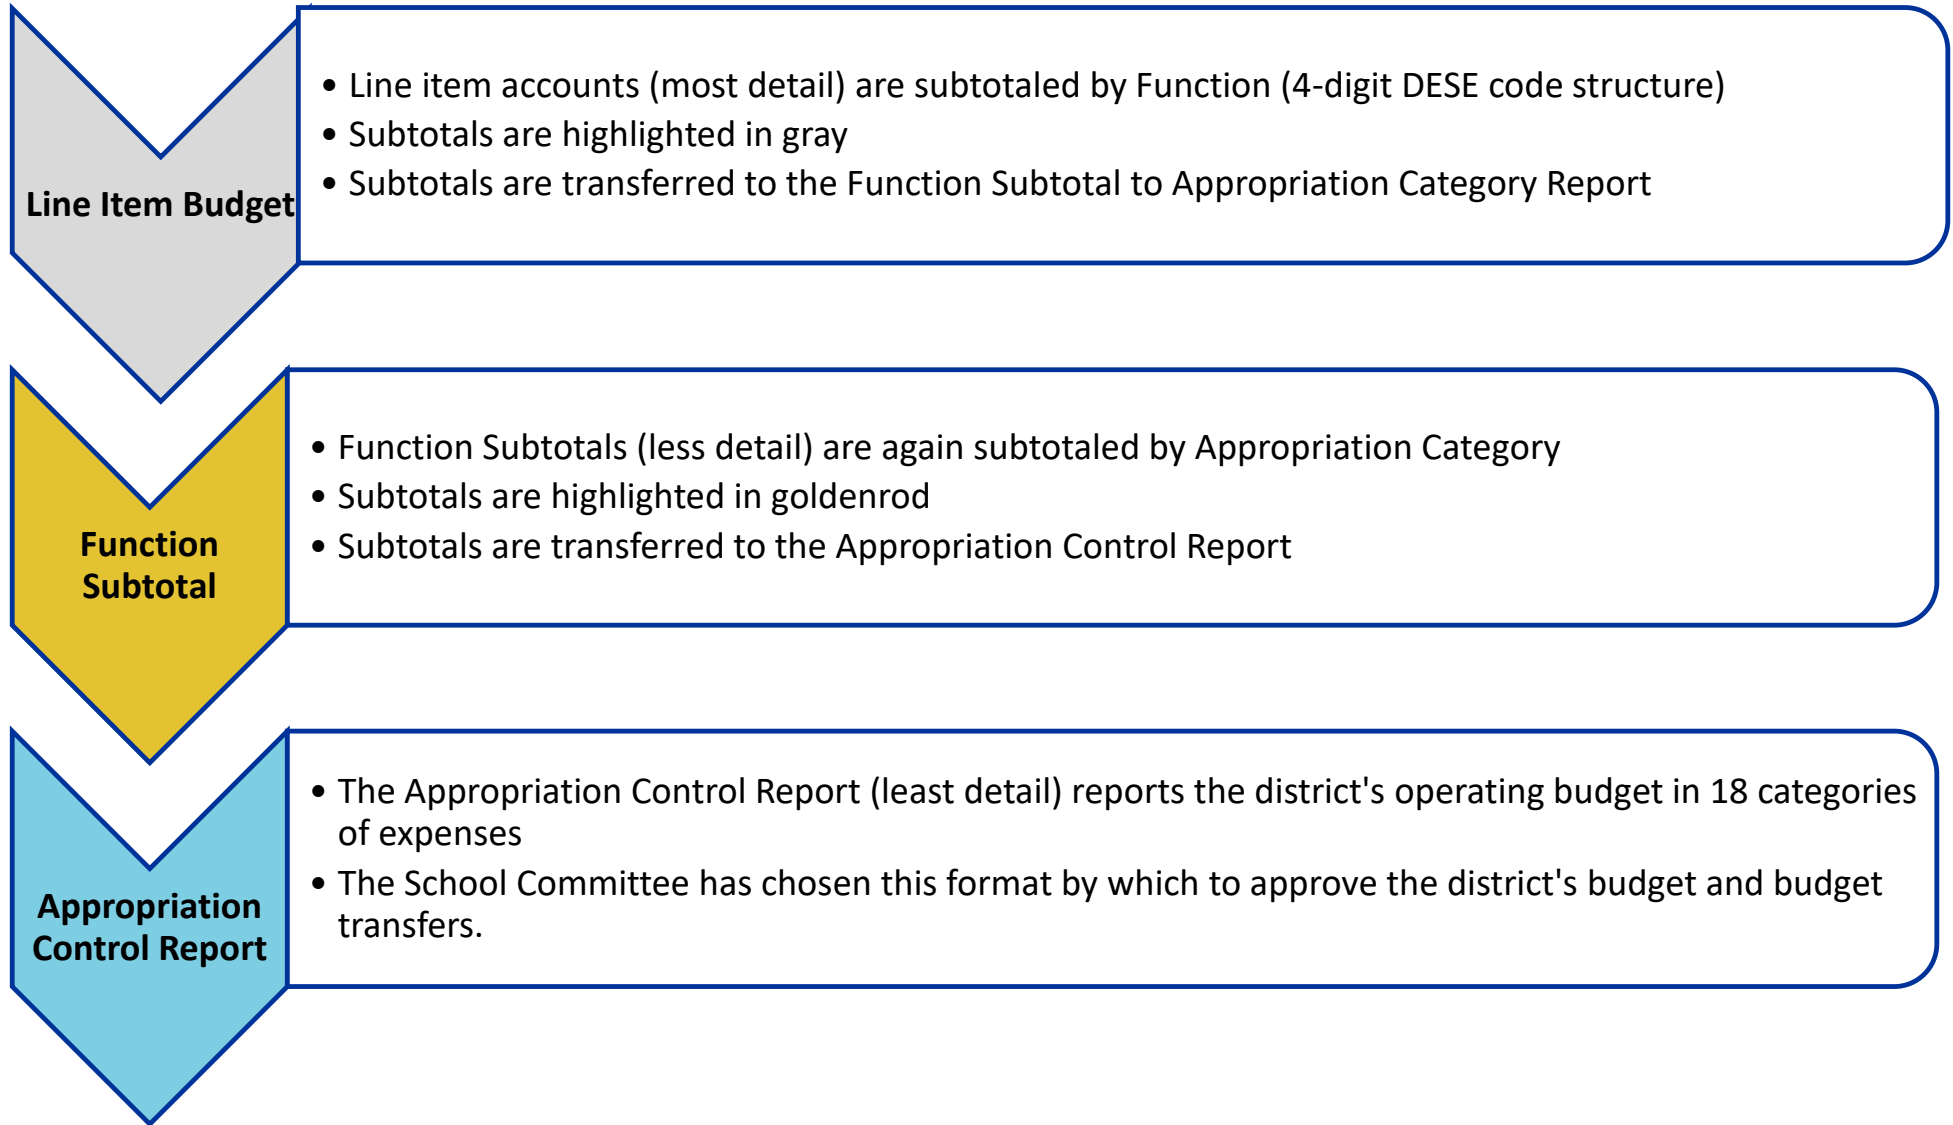 Line Item Budget
• Line item accounts (most detail) are subtotaled by Function (4-digit DESE code structure)
• Subtotals are highlighted in gray
• Subtotals are transferred to the Function Subtotal to Appropriation Category Report
Function
Subtotal
• Function Subtotals (less detail) are again subtotaled by Appropriation Category
• Subtotals are highlighted in goldenrod
• Subtotals are transferred to the Appropriation Control Report
Appropriation
Control Report
• The Appropriation Control Report (least detail) reports the district's operating budget in 18 categories
of expenses
• The School Committee has chosen this format by which to approve the district's budget and budget
transfers.